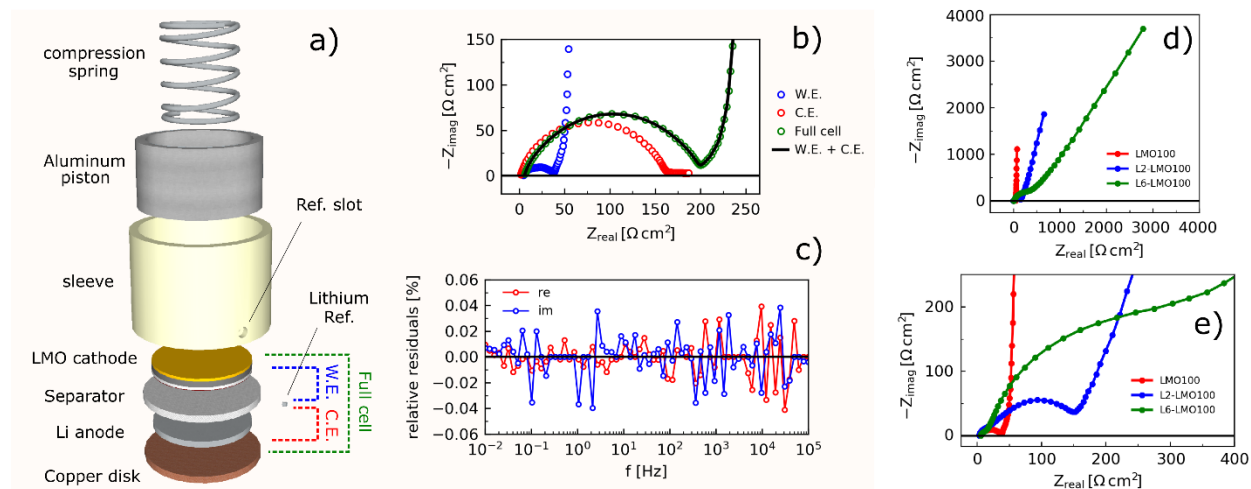 a)
compression
spring
Aluminum
piston
Ref. slot
sleeve
Lithium
Ref.
LMO cathode
Separator
Li anode
Copper disk
W.E.
C.E.
Full cell
b)
−Z_imag [Ω cm²]
150
125
100
75
50
25
0
0 50 100 150 200 250
Z_real [Ω cm²]
W.E.
C.E.
Full cell
W.E. + C.E.
c)
relative residuals [%]
0.06
0.04
0.02
0.00
−0.02
−0.04
−0.06
re
im
10⁻² 10⁻¹ 10⁰ 10¹ 10² 10³ 10⁴ 10⁵
f [Hz]
d)
−Z_imag [Ω cm²]
4000
3000
2000
1000
0
0 1000 2000 3000 4000
Z_real [Ω cm²]
LMO100
L2-LMO100
L6-LMO100
e)
−Z_imag [Ω cm²]
200
100
0
0 100 200 300 400
Z_real [Ω cm²]
LMO100
L2-LMO100
L6-LMO100